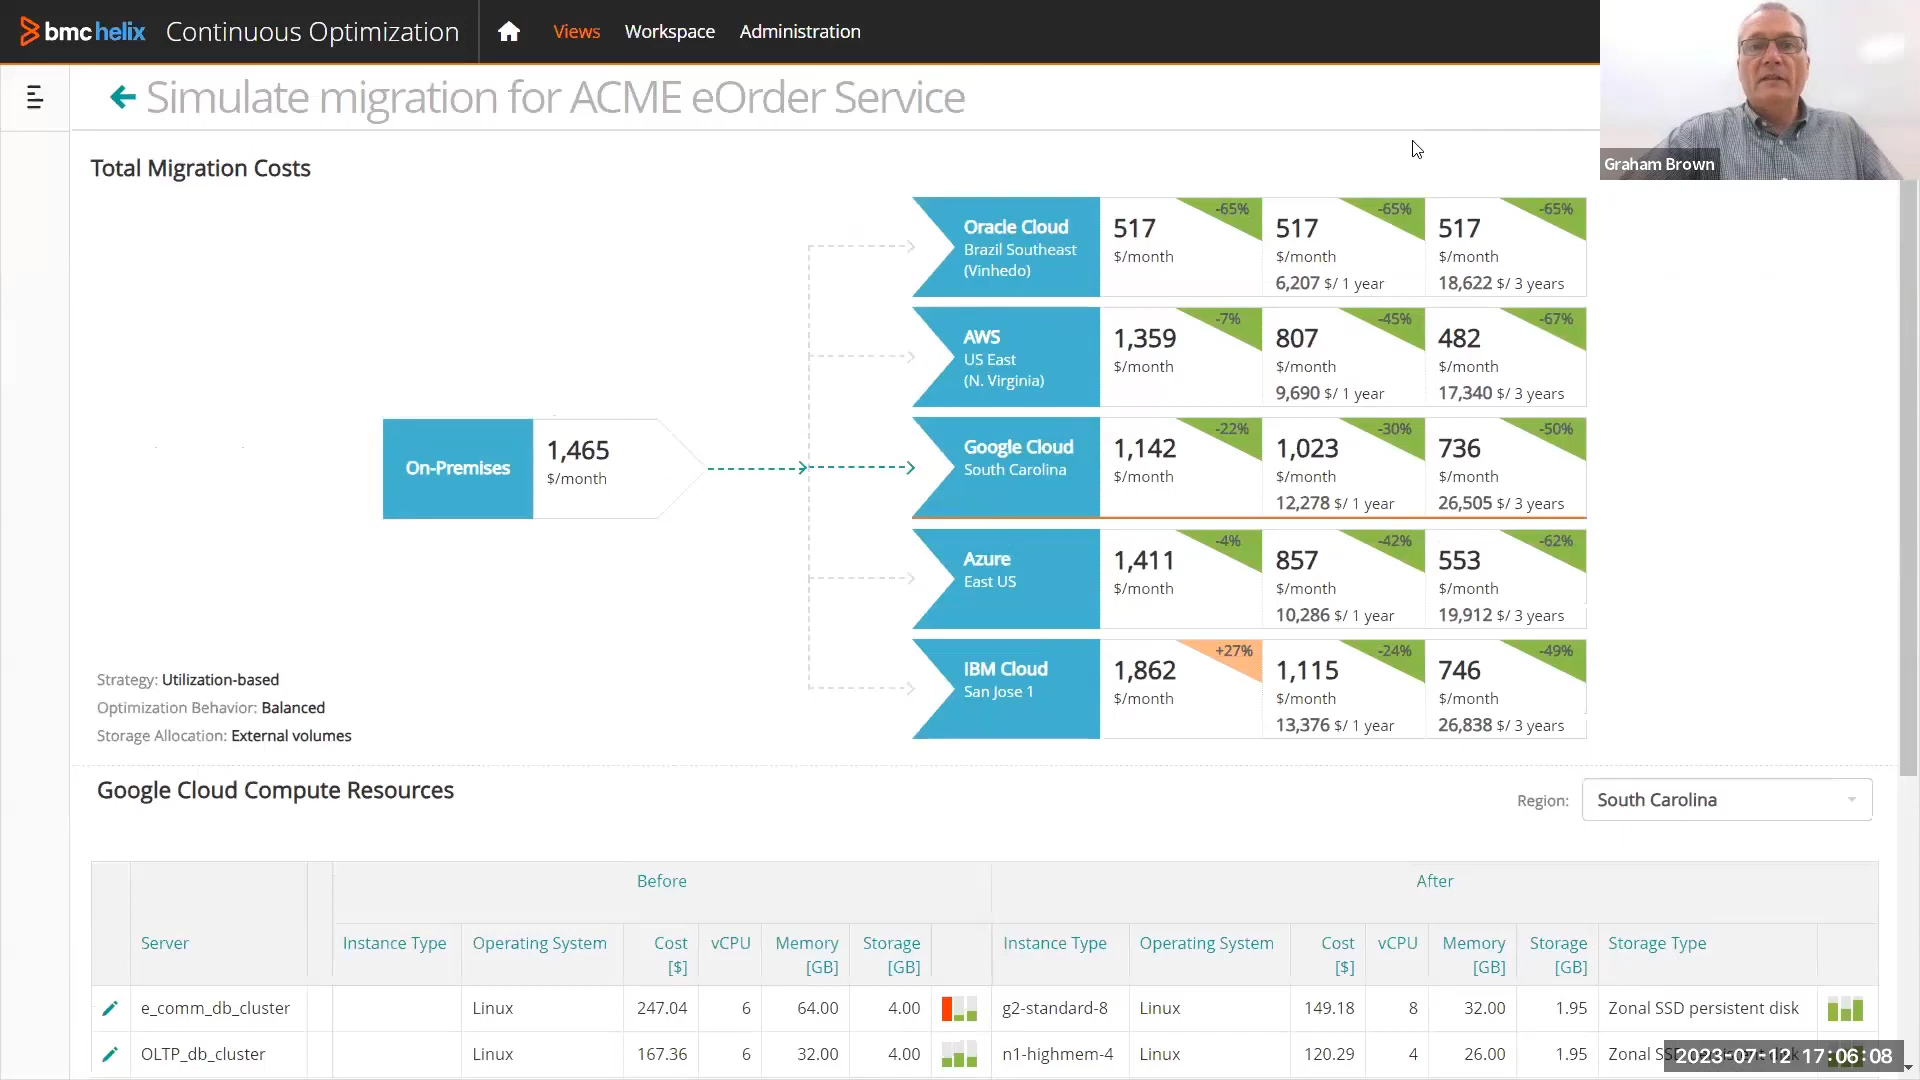 bmc helix Continuous Optimization Views Workspace Administration
Simulate migration for ACME eOrder Service
Graham Brown
Total Migration Costs
Oracle Cloud
Brazil Southeast
(Vinhedo)
517
$/month
-65%
517
$/month
6,207 $/ 1 year
-65%
517
$/month
18,622 $/ 3 years
-65%
AWS
US East
(N. Virginia)
1,359
$/month
-7%
807
$/month
9,690 $/ 1 year
-45%
482
$/month
17,340 $/ 3 years
-67%
On-Premises
1,465
$/month
Google Cloud
South Carolina
1,142
$/month
-22%
1,023
$/month
12,278 $/ 1 year
-30%
736
$/month
26,505 $/ 3 years
-50%
Azure
East US
1,411
$/month
-4%
857
$/month
10,286 $/ 1 year
-42%
553
$/month
19,912 $/ 3 years
-62%
IBM Cloud
San Jose 1
1,862
$/month
+27%
1,115
$/month
13,376 $/ 1 year
-24%
746
$/month
26,838 $/ 3 years
-49%
Strategy: Utilization-based
Optimization Behavior: Balanced
Storage Allocation: External volumes
Google Cloud Compute Resources
Region: South Carolina
Before After
Server Instance Type Operating System Cost [$] vCPU Memory [GB] Storage [GB] Instance Type Operating System Cost [$] vCPU Memory [GB] Storage [GB] Storage Type
e_comm_db_cluster Linux 247.04 6 64.00 4.00 g2-standard-8 Linux 149.18 8 32.00 1.95 Zonal SSD persistent disk
OLTP_db_cluster Linux 167.36 6 32.00 4.00 n1-highmem-4 Linux 120.29 4 26.00 1.95 Zonal
2023-07-12 17:06:08